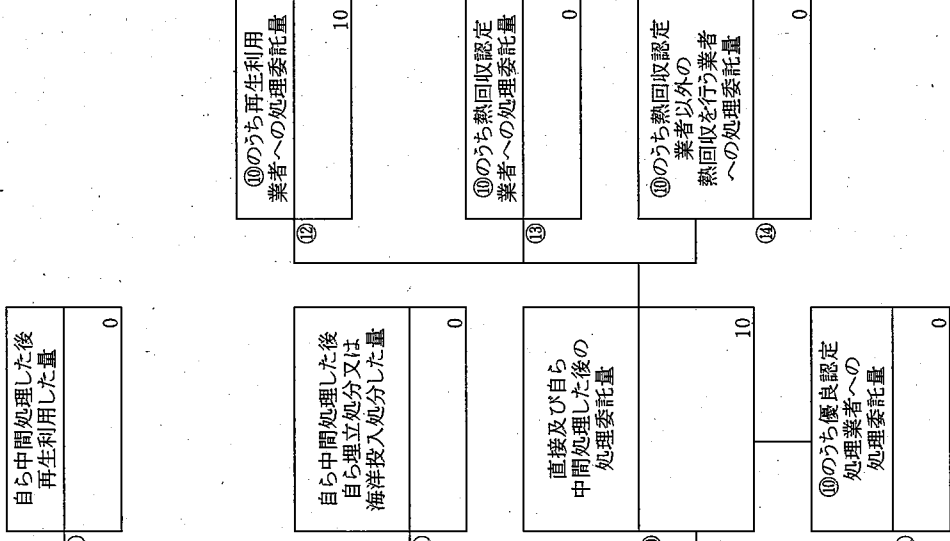 自ら中間処理した後
再生利用した量
0
自ら中間処理した後
自ら埋立処分又は
海洋投入処分した量
0
直接及び自ら
中間処理した後の
処理委託量
10
⑩のうち優良認定
処理業者への
処理委託量
0
⑩のうち再生利用
業者への処理委託量
⑫
10
⑩のうち熱回収認定
業者への処理委託量
⑬
0
⑩のうち熱回収認定
業者以外の
熱回収を行う業者
への処理委託量
⑭
0